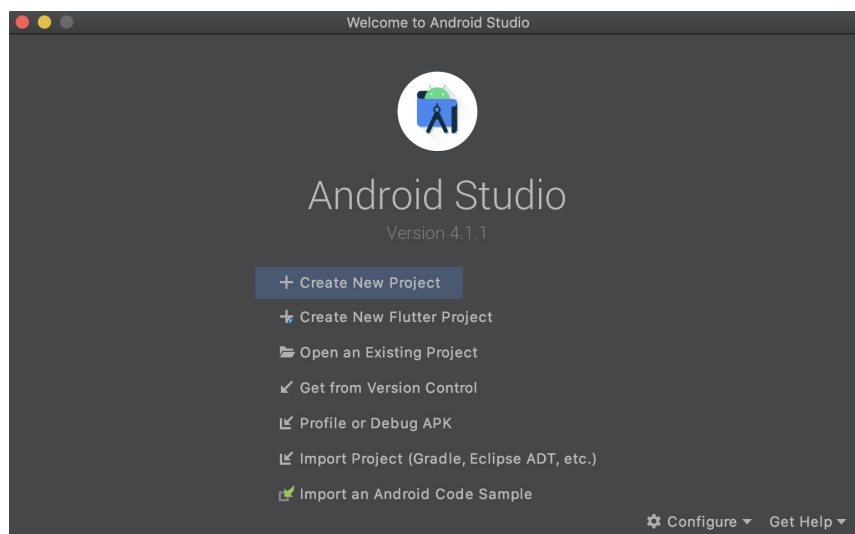 Welcome to Android Studio
Android Studio
Version 4.1.1
Create New Project
Create New Flutter Project
Open an Existing Project
Get from Version Control
Profile or Debug APK
Import Project (Gradle, Eclipse ADT, etc.)
Import an Android Code Sample
Configure Get Help